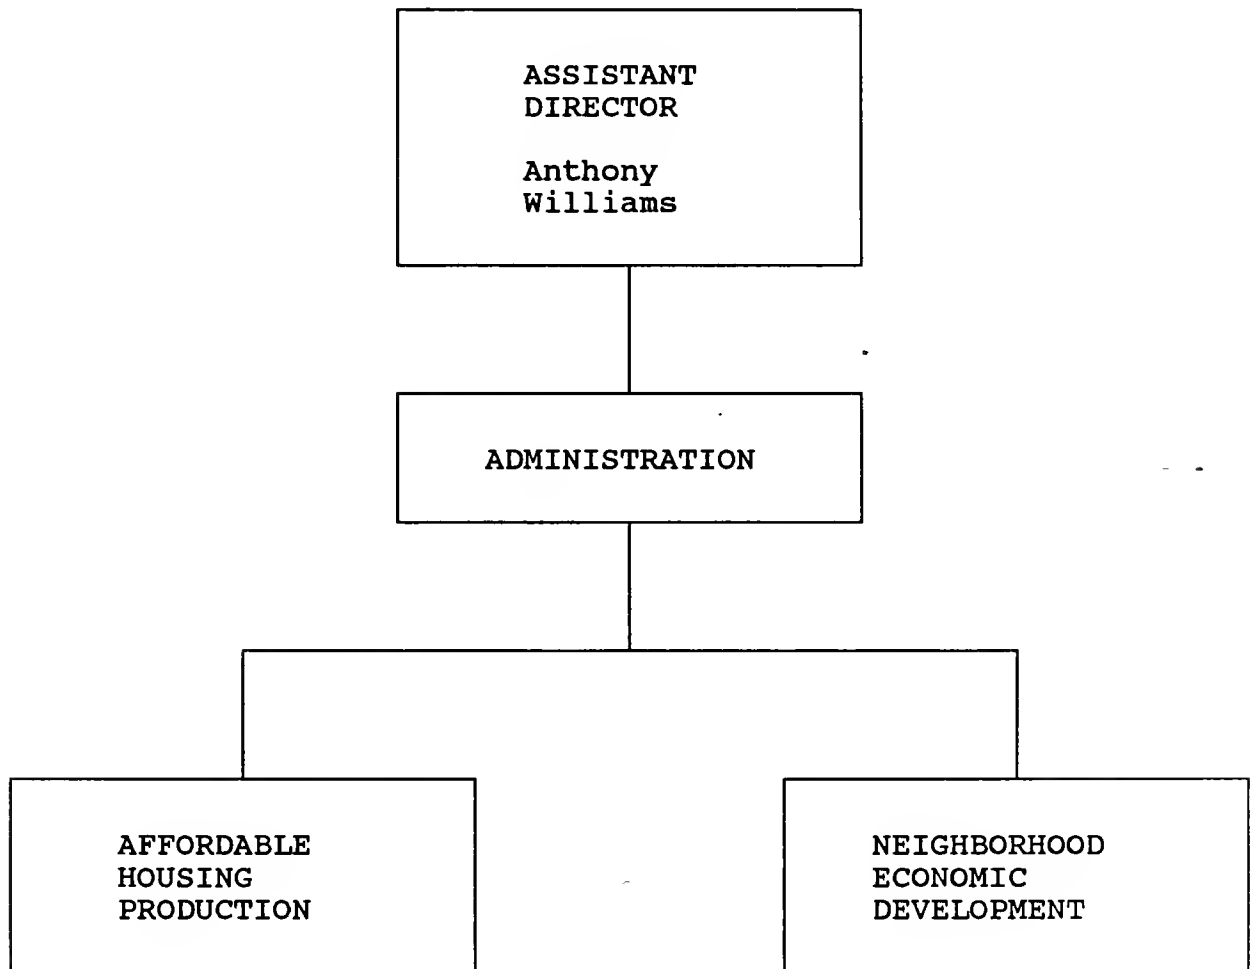 ASSISTANT
DIRECTOR
Anthony
Williams
ADMINISTRATION
AFFORDABLE
HOUSING
PRODUCTION
NEIGHBORHOOD
ECONOMIC
DEVELOPMENT